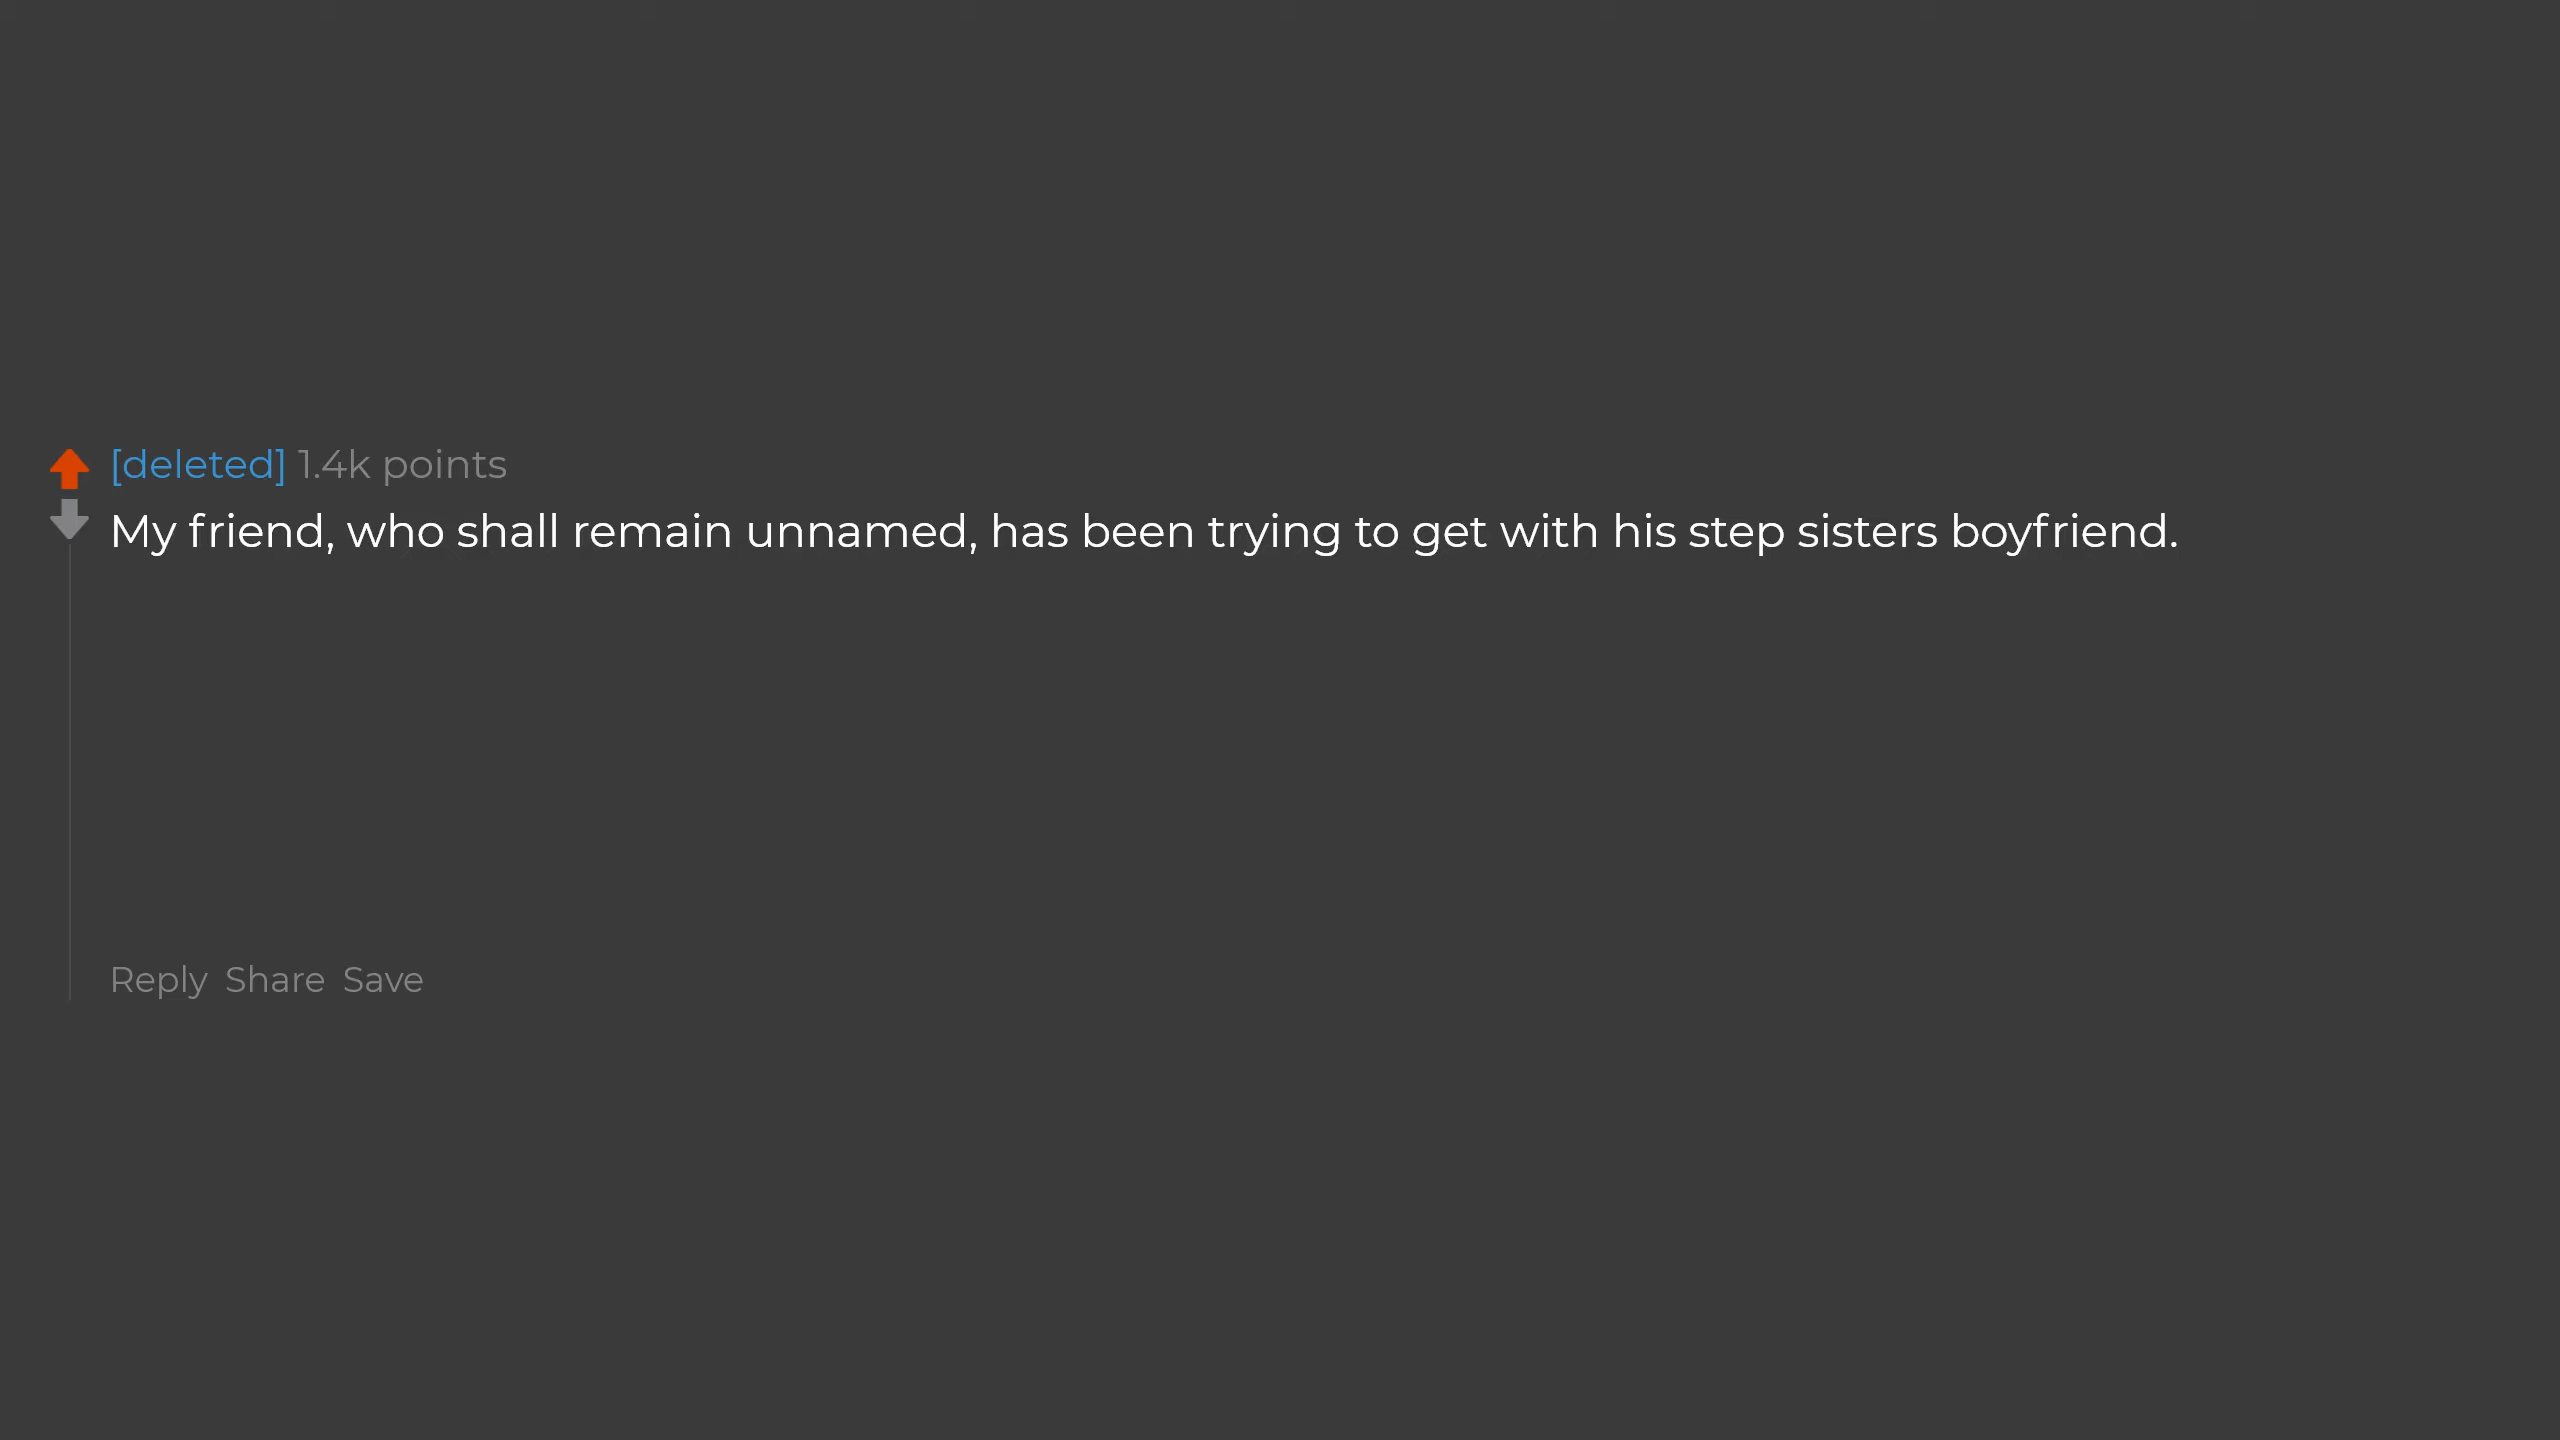 [deleted] 1.4k points
My friend, who shall remain unnamed, has been trying to get with his step sisters boyfriend.
Reply Share Save